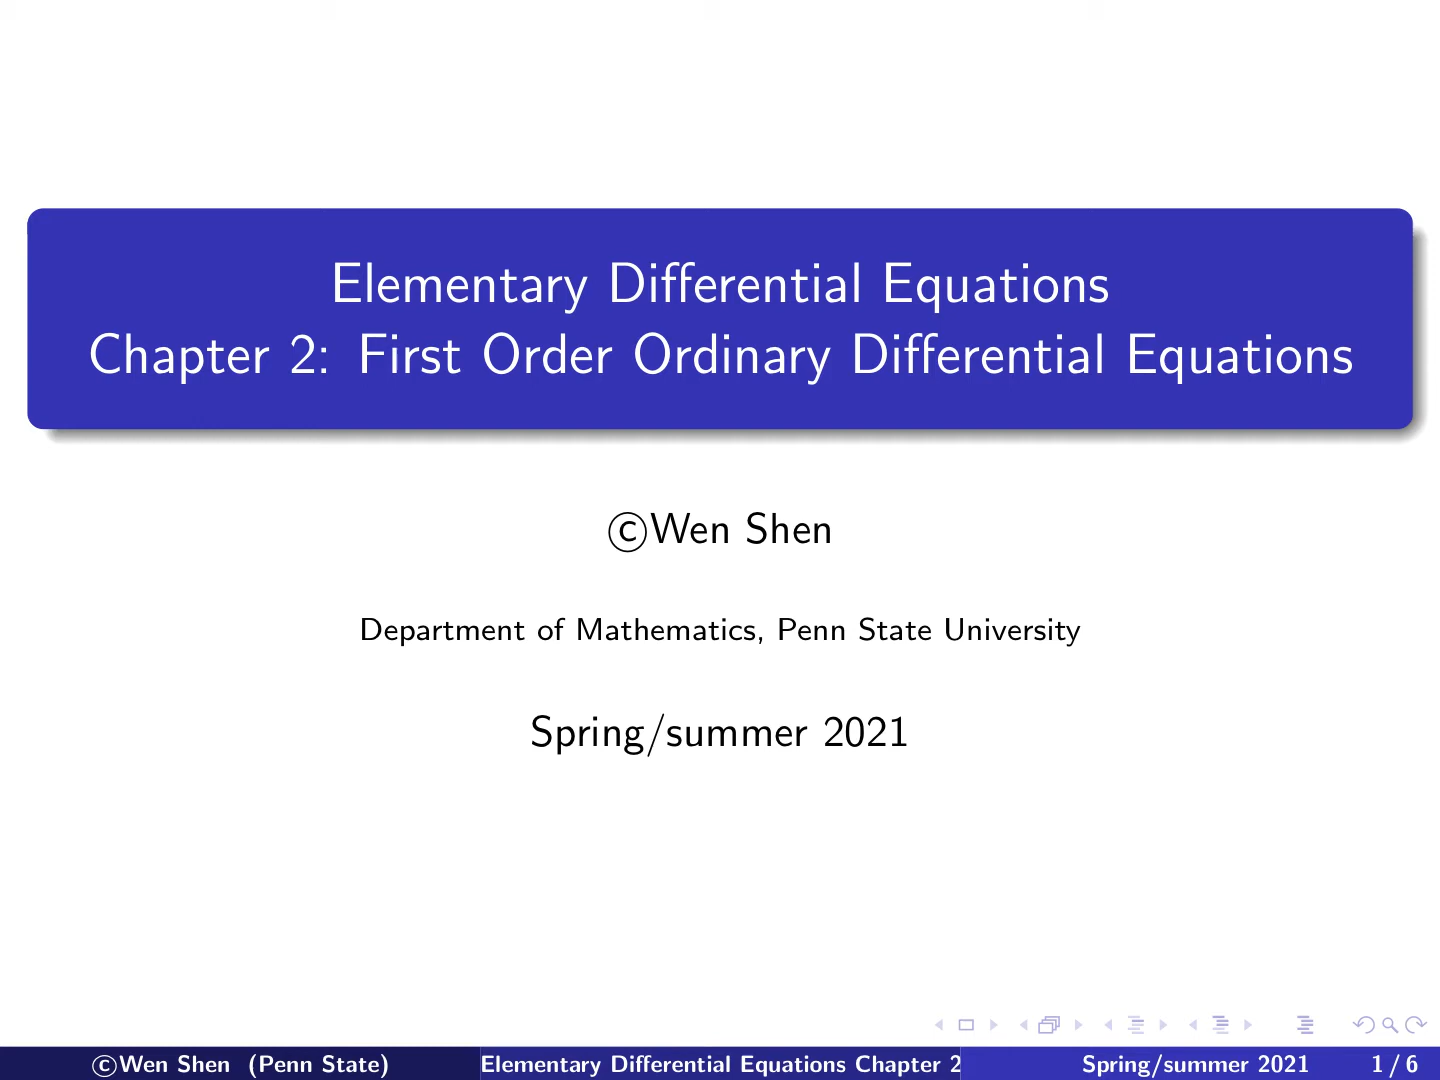 Elementary Differential Equations
Chapter 2: First Order Ordinary Differential Equations
©Wen Shen
Department of Mathematics, Penn State University
Spring/summer 2021
©Wen Shen (Penn State)
Elementary Differential Equations Chapter 2
Spring/summer 2021
1 / 6